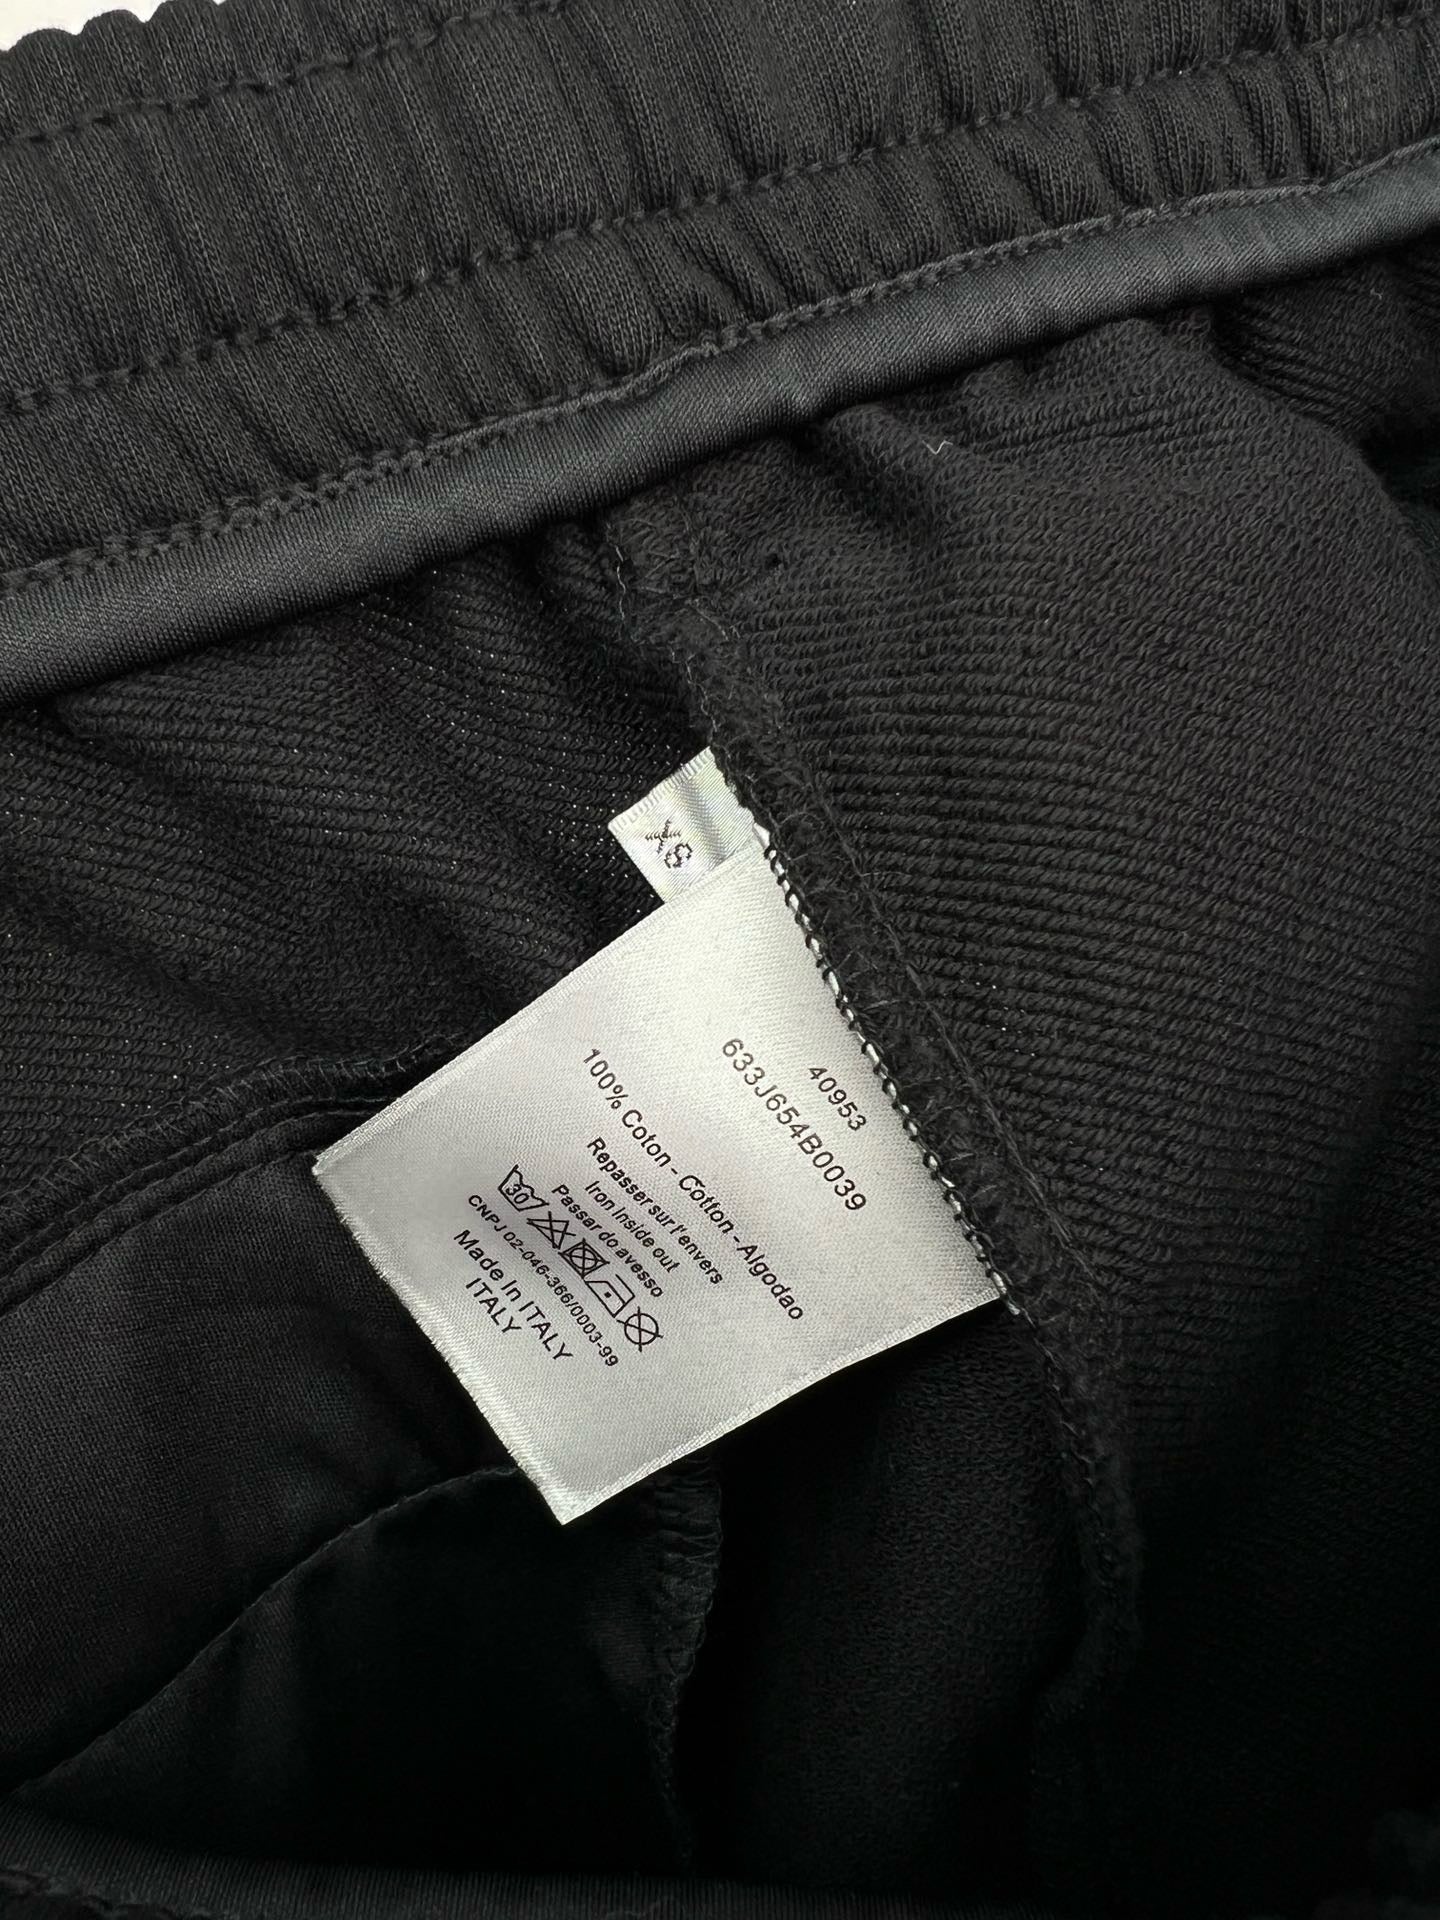 40953
633J654B0039
100% Coton - Cotton - Algodao
Repasser sur l'envers
Iron inside out
Passar do avesso
30
CNPJ 02-046-366/0003-99
Made In ITALY
ITALY